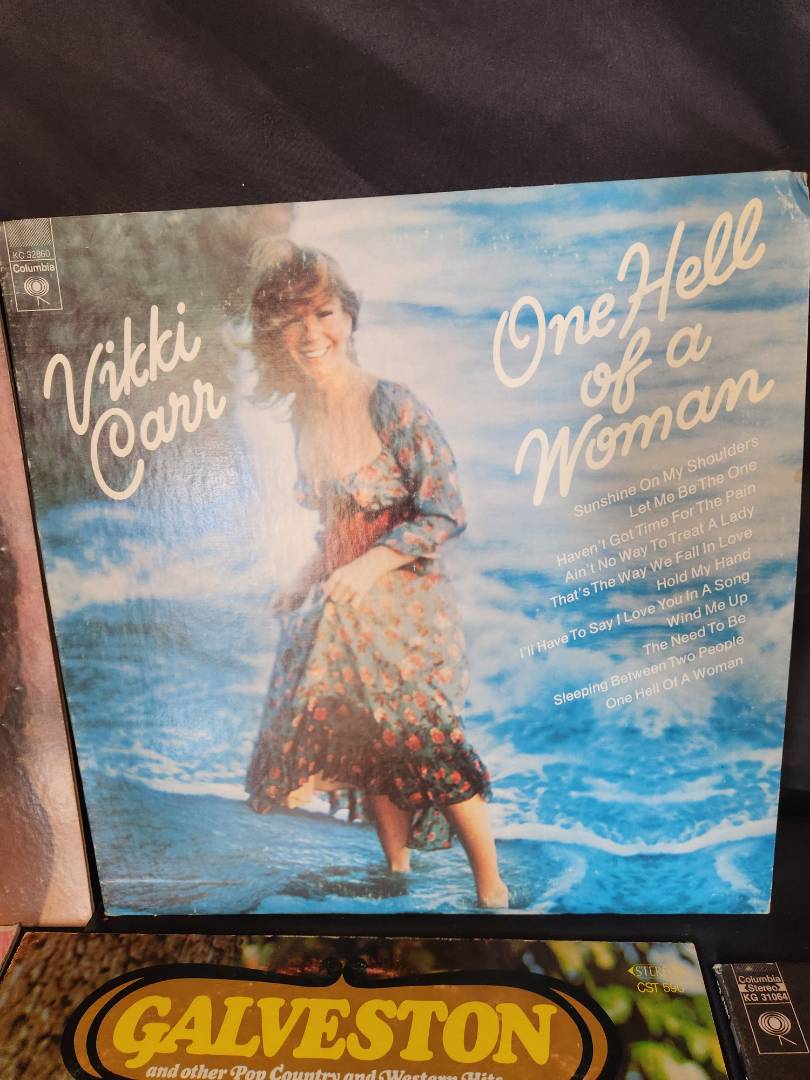 KC 32860
Columbia
Vikki
Carr
One Hell
of a
Woman
Sunshine On My Shoulders
Let Me Be The One
Haven't Got Time For The Pain
Ain't No Way To Treat A Lady
That's The Way We Fall In Love
Hold My Hand
I'll Have To Say I Love You In A Song
Wind Me Up
The Need To Be
Sleeping Between Two People
One Hell Of A Woman
STEREO
CST 590
GALVESTON
and other Pop Country and Western Hits
Columbia
Stereo
KG 31064